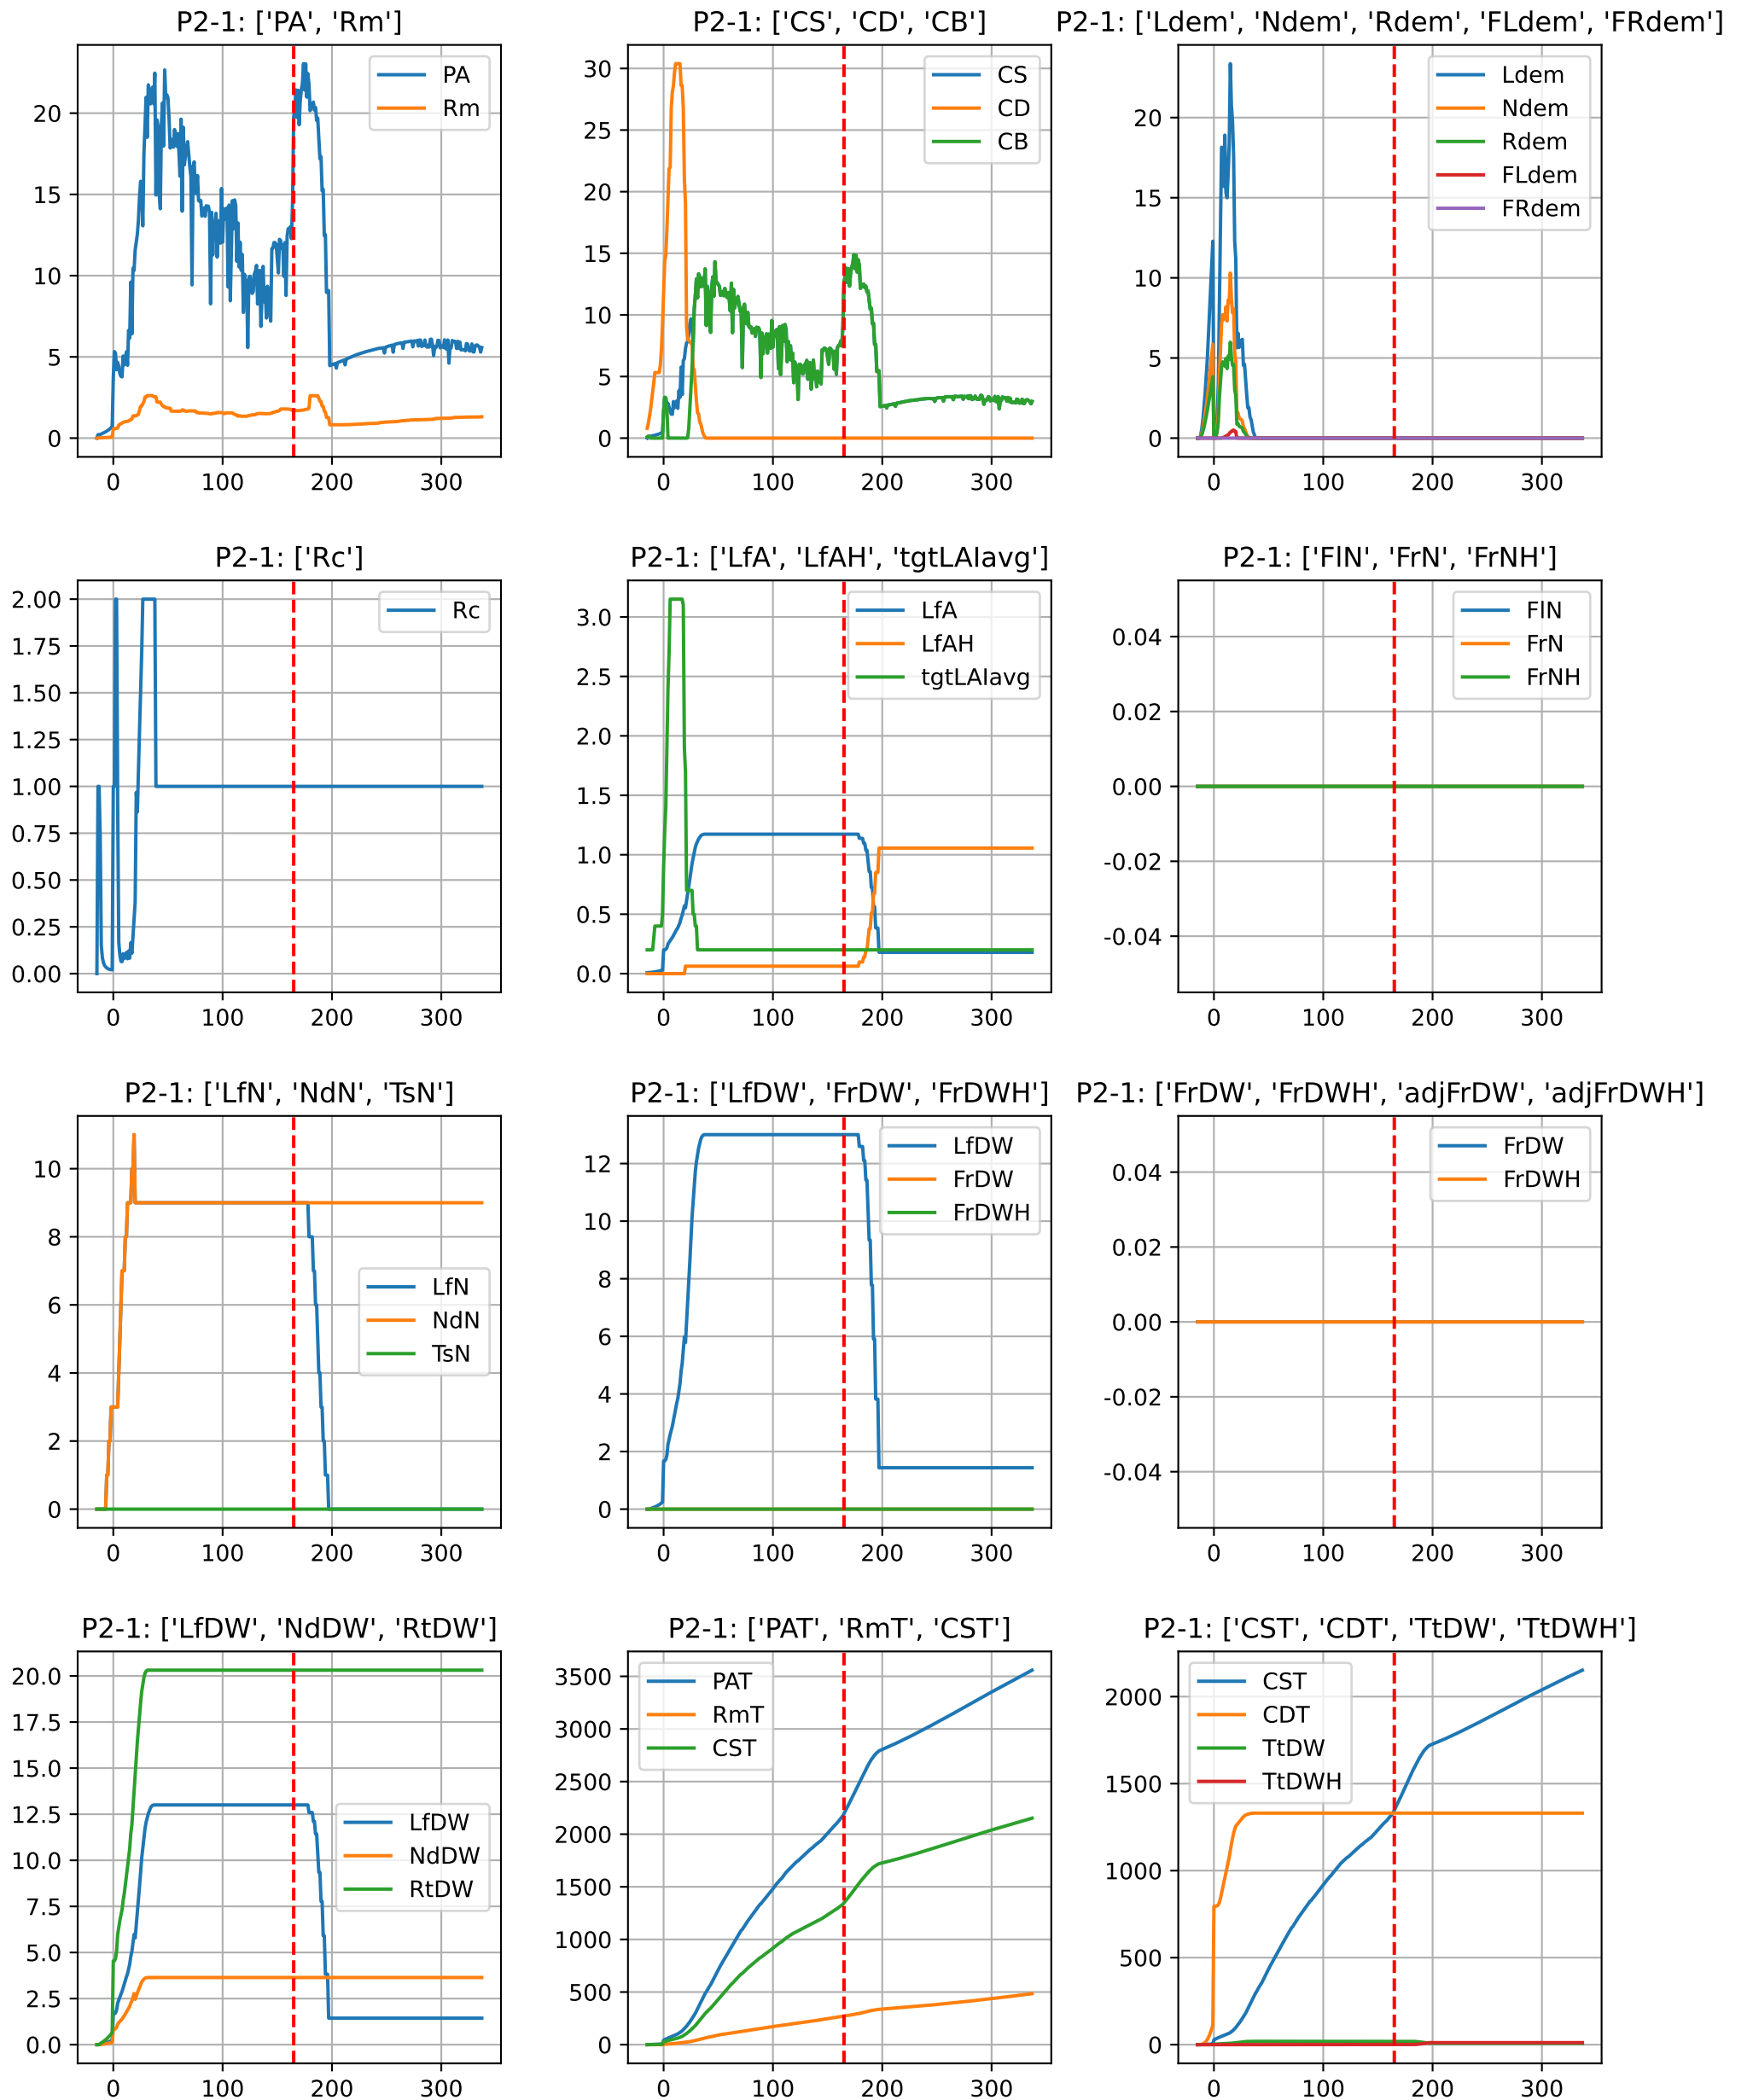 P2-1: ['PA', 'Rm']
20
15
10
5
0
0 100 200 300
PA
Rm
P2-1: ['CS', 'CD', 'CB']
30
25
20
15
10
5
0
0 100 200 300
CS
CD
CB
P2-1: ['Ldem', 'Ndem', 'Rdem', 'FLdem', 'FRdem']
20
15
10
5
0
0 100 200 300
Ldem
Ndem
Rdem
FLdem
FRdem
P2-1: ['Rc']
2.00
1.75
1.50
1.25
1.00
0.75
0.50
0.25
0.00
0 100 200 300
Rc
P2-1: ['LfA', 'LfAH', 'tgtLAIavg']
3.0
2.5
2.0
1.5
1.0
0.5
0.0
0 100 200 300
LfA
LfAH
tgtLAIavg
P2-1: ['FlN', 'FrN', 'FrNH']
0.04
0.02
0.00
-0.02
-0.04
0 100 200 300
FlN
FrN
FrNH
P2-1: ['LfN', 'NdN', 'TsN']
10
8
6
4
2
0
0 100 200 300
LfN
NdN
TsN
P2-1: ['LfDW', 'FrDW', 'FrDWH']
12
10
8
6
4
2
0
0 100 200 300
LfDW
FrDW
FrDWH
P2-1: ['FrDW', 'FrDWH', 'adjFrDW', 'adjFrDWH']
0.04
0.02
0.00
-0.02
-0.04
0 100 200 300
FrDW
FrDWH
P2-1: ['LfDW', 'NdDW', 'RtDW']
20.0
17.5
15.0
12.5
10.0
7.5
5.0
2.5
0.0
0 100 200 300
LfDW
NdDW
RtDW
P2-1: ['PAT', 'RmT', 'CST']
3500
3000
2500
2000
1500
1000
500
0
0 100 200 300
PAT
RmT
CST
P2-1: ['CST', 'CDT', 'TtDW', 'TtDWH']
2000
1500
1000
500
0
0 100 200 300
CST
CDT
TtDW
TtDWH